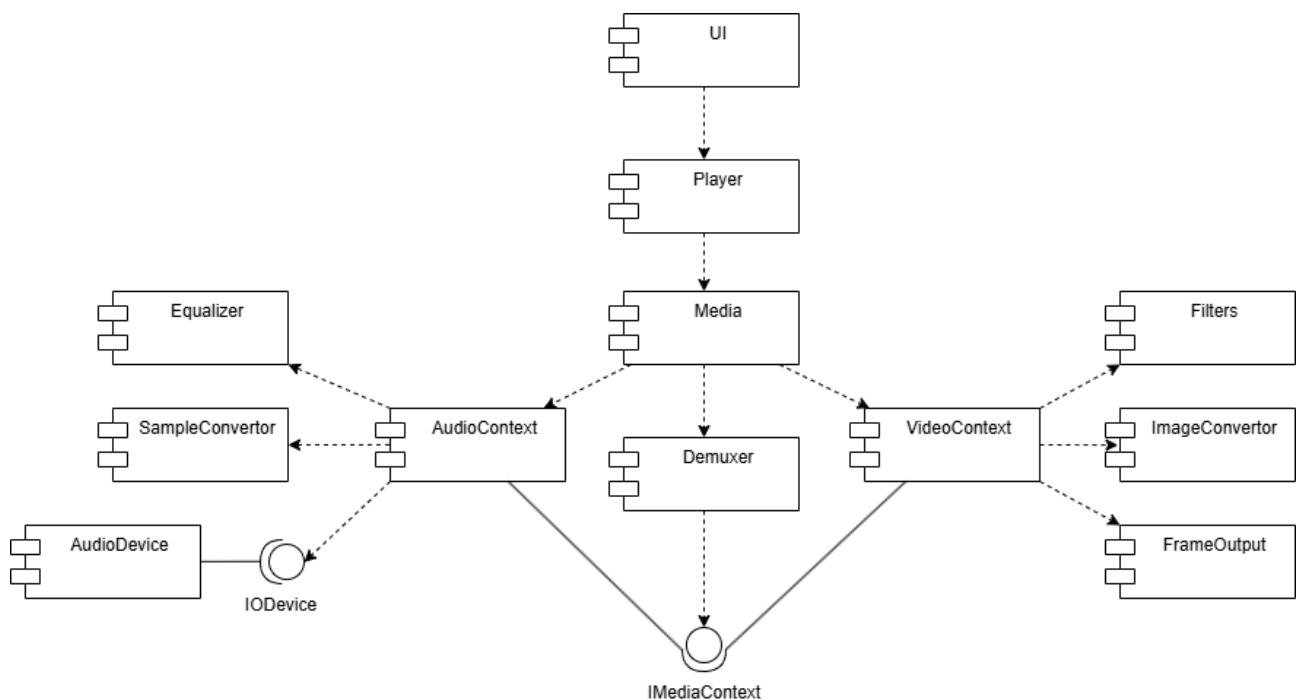 UI
Player
Equalizer
Media
Filters
SampleConvertor
AudioContext
Demuxer
VideoContext
ImageConvertor
AudioDevice
FrameOutput
IODevice
IMediaContext